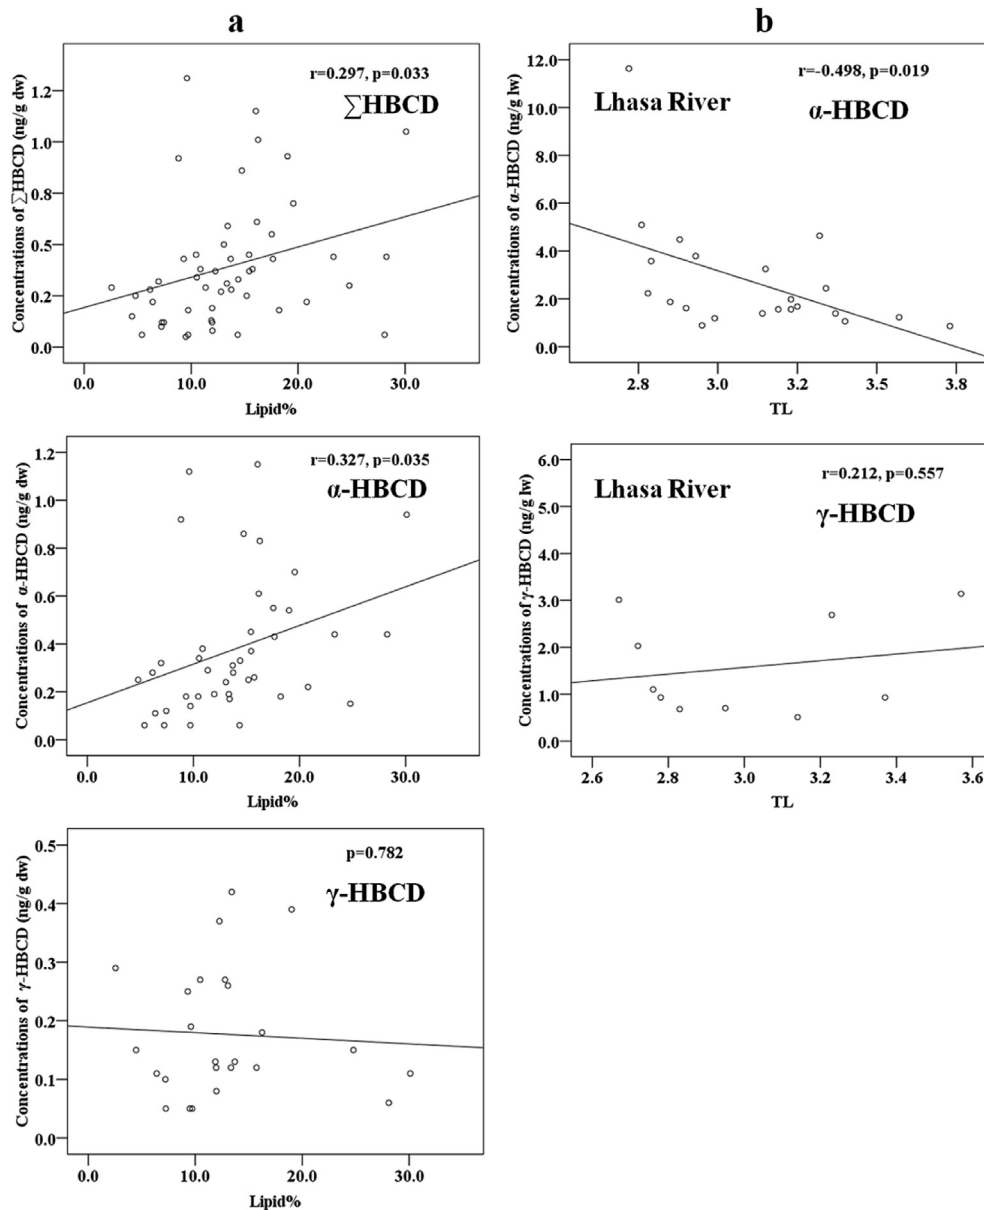 a
b
Concentrations of ∑HBCD (ng/g dw)
r=0.297, p=0.033
∑HBCD
1.2
1.0
0.8
0.5
0.2
0.0
0.0 10.0 20.0 30.0
Lipid%
Concentrations of α-HBCD (ng/g lw)
r=-0.498, p=0.019
Lhasa River
α-HBCD
12.0
10.0
8.0
6.0
4.0
2.0
0.0
2.8 3.0 3.2 3.5 3.8
TL
Concentrations of α-HBCD (ng/g dw)
r=0.327, p=0.035
α-HBCD
1.2
1.0
0.8
0.6
0.4
0.2
0.0
0.0 10.0 20.0 30.0
Lipid%
Concentrations of γ-HBCD (ng/g lw)
r=0.212, p=0.557
Lhasa River
γ-HBCD
6.0
5.0
4.0
3.0
2.0
1.0
0.0
2.6 2.8 3.0 3.2 3.4 3.6
TL
Concentrations of γ-HBCD (ng/g dw)
p=0.782
γ-HBCD
0.5
0.4
0.3
0.2
0.1
0.0
0.0 10.0 20.0 30.0
Lipid%